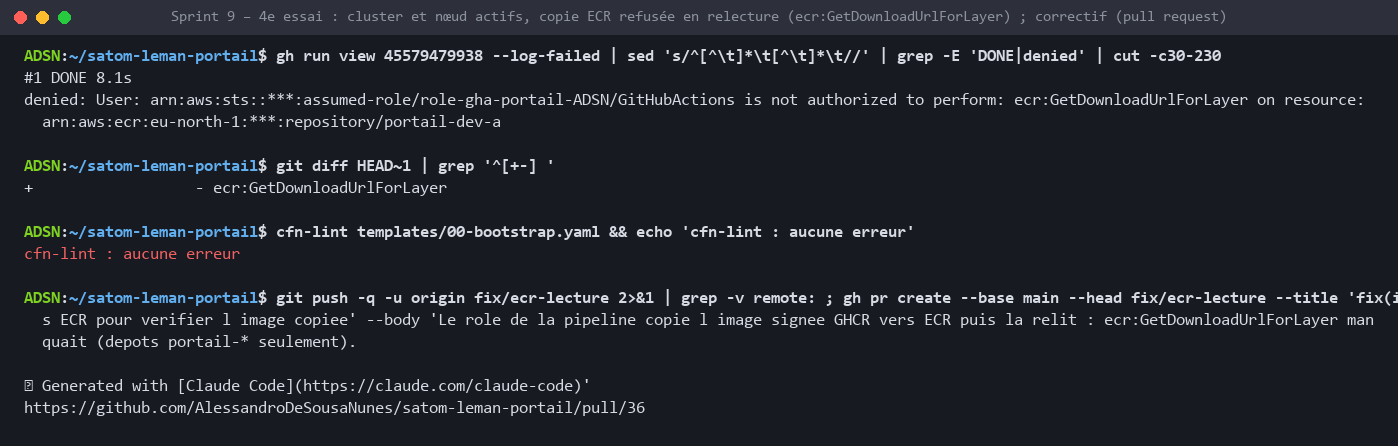 Sprint 9 – 4e essai : cluster et nœud actifs, copie ECR refusée en relecture (ecr:GetDownloadUrlForLayer) ; correctif (pull request)
ADSN:~/satom-leman-portail$ gh run view 45579479938 --log-failed | sed 's/^[^\t]*\t[^\t]*\t//' | grep -E 'DONE|denied' | cut -c30-230
#1 DONE 8.1s
denied: User: arn:aws:sts::***:assumed-role/role-gha-portail-ADSN/GitHubActions is not authorized to perform: ecr:GetDownloadUrlForLayer on resource:
arn:aws:ecr:eu-north-1:***:repository/portail-dev-a
ADSN:~/satom-leman-portail$ git diff HEAD~1 | grep '^[+-] '
+                  - ecr:GetDownloadUrlForLayer
ADSN:~/satom-leman-portail$ cfn-lint templates/00-bootstrap.yaml && echo 'cfn-lint : aucune erreur'
cfn-lint : aucune erreur
ADSN:~/satom-leman-portail$ git push -q -u origin fix/ecr-lecture 2>&1 | grep -v remote: ; gh pr create --base main --head fix/ecr-lecture --title 'fix(i
s ECR pour verifier l image copiee' --body 'Le role de la pipeline copie l image signee GHCR vers ECR puis la relit : ecr:GetDownloadUrlForLayer man
quait (depots portail-* seulement).
Generated with [Claude Code](https://claude.com/claude-code)'
https://github.com/AlessandroDeSousaNunes/satom-leman-portail/pull/36